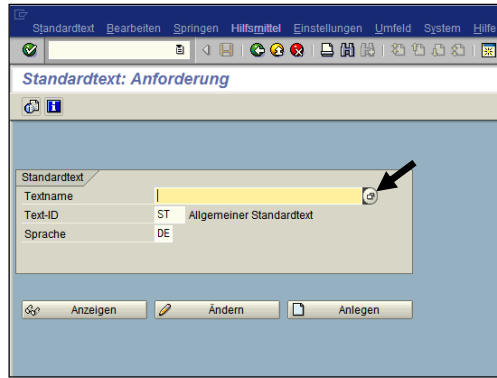 Standardtext Bearbeiten Springen Hilfsmittel Einstellungen Umfeld System Hilfe
Standardtext: Anforderung
Standardtext
Textname
Text-ID ST Allgemeiner Standardtext
Sprache DE
Anzeigen Ändern Anlegen